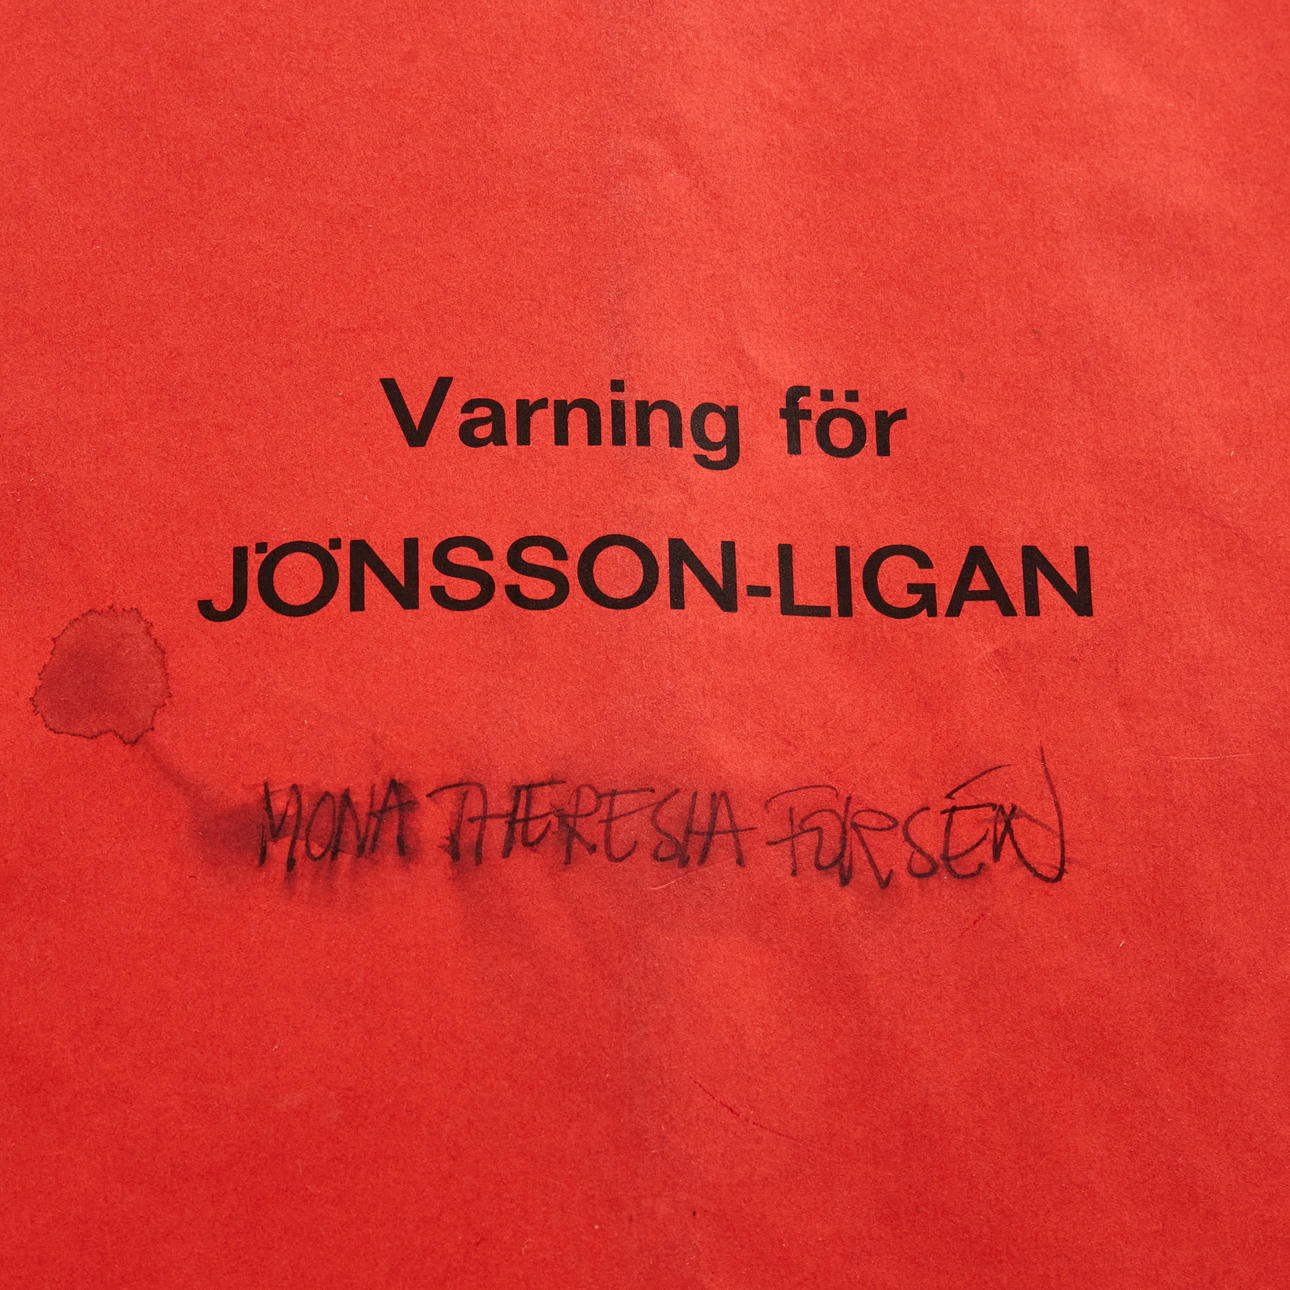 Varning för
JÖNSSON-LIGAN
MONA THERESIA FORSÉN